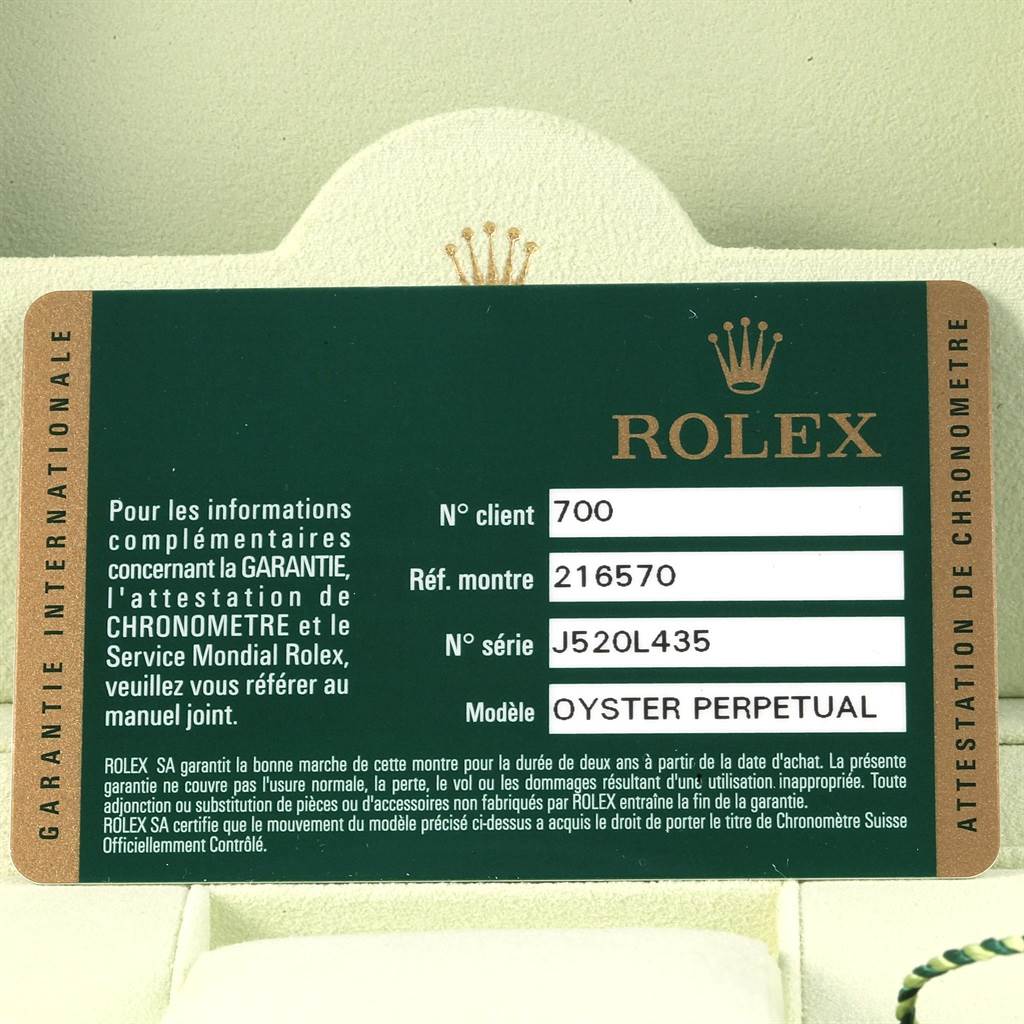 GARANTIE INTERNATIONALE
ROLEX
Pour les informations
complémentaires
concernant la GARANTIE,
l'attestation de
CHRONOMETRE et le
Service Mondial Rolex,
veuillez vous référer au
manuel joint.
N° client 700
Réf. montre 216570
N° série J520L435
Modèle OYSTER PERPETUAL
ROLEX SA garantit la bonne marche de cette montre pour la durée de deux ans à partir de la date d'achat. La présente
garantie ne couvre pas l'usure normale, la perte, le vol ou les dommages résultant d'une utilisation inappropriée. Toute
adjonction ou substitution de pièces ou d'accessoires non fabriqués par ROLEX entraîne la fin de la garantie.
ROLEX SA certifie que le mouvement du modèle précisé ci-dessus a acquis le droit de porter le titre de Chronomètre Suisse
Officiellemment Contrôlé.
ATTESTATION DE CHRONOMETRE